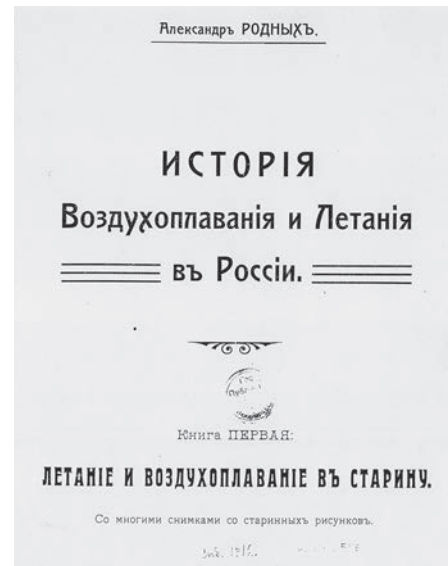 Александръ РОДНЫХЪ.
ИСТОРІЯ
Воздухоплаванія и Летанія
въ Россіи.
Книга ПЕРВАЯ:
ЛЕТАНІЕ И ВОЗДУХОПЛАВАНІЕ ВЪ СТАРИНУ.
Со многими снимками со старинныхъ рисунковъ.